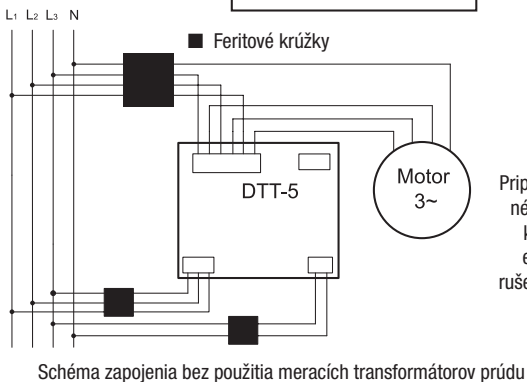 L₁ L₂ L₃ N
■ Feritové krúžky
DTT-5
Motor
3~
Prip
né
k
e
ruše
Schéma zapojenia bez použitia meracích transformátorov prúdu